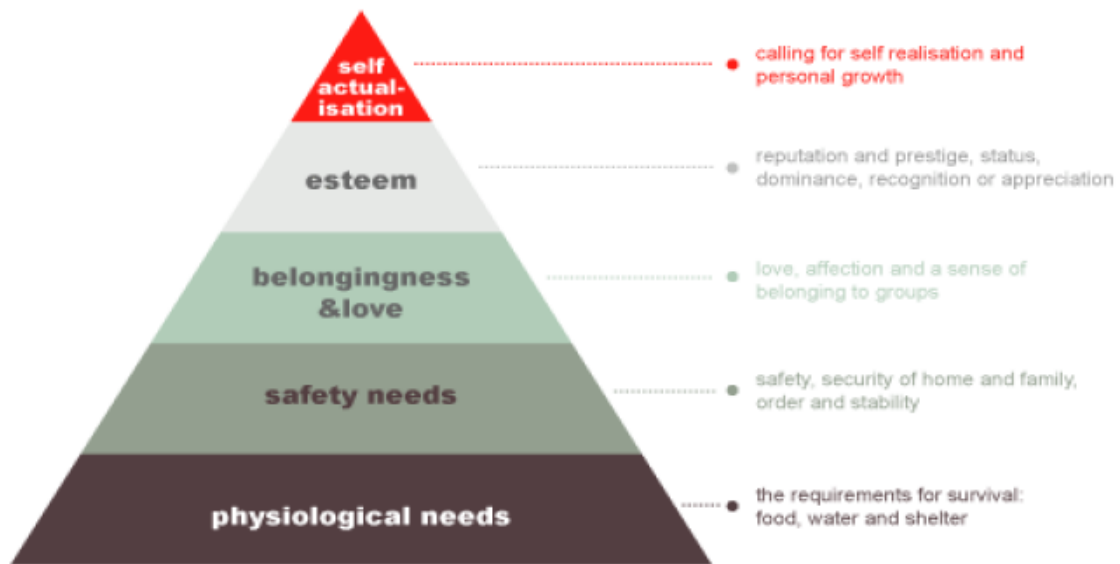 self
actual-
isation
calling for self realisation and
personal growth
esteem
reputation and prestige, status,
dominance, recognition or appreciation
belongingness
&love
love, affection and a sense of
belonging to groups
safety needs
safety, security of home and family,
order and stability
physiological needs
the requirements for survival:
food, water and shelter